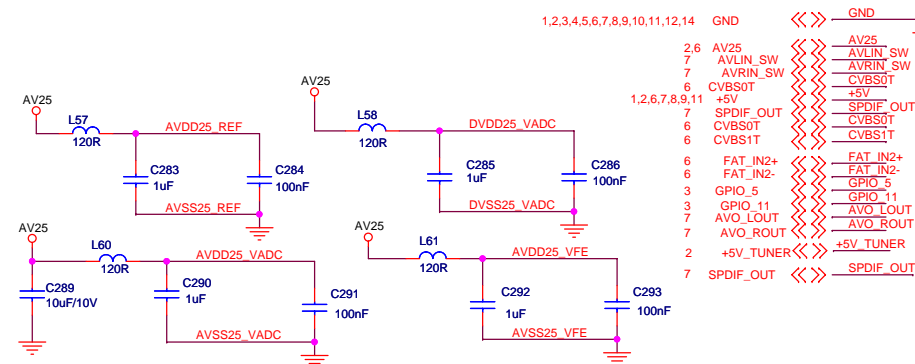 AV25
L57
120R
AVDD25_REF
C283
1uF
C284
100nF
AVSS25_REF
AV25
L58
120R
DVDD25_VADC
C285
1uF
C286
100nF
DVSS25_VADC
AV25
L60
120R
AVDD25_VADC
C289
10uF/10V
C290
1uF
C291
100nF
AVSS25_VADC
AV25
L61
120R
AVDD25_VFE
C292
1uF
C293
100nF
AVSS25_VFE
1,2,3,4,5,6,7,8,9,10,11,12,14 GND GND
2,6 AV25 AV25
7 AVLIN_SW AVLIN_SW
7 AVRIN_SW AVRIN_SW
6 CVBS0T CVBS0T
1,2,6,7,8,9,11 +5V +5V
7 SPDIF_OUT SPDIF_OUT
6 CVBS0T CVBS0T
6 CVBS1T CVBS1T
6 FAT_IN2+ FAT_IN2+
6 FAT_IN2- FAT_IN2-
3 GPIO_5 GPIO_5
3 GPIO_11 GPIO_11
7 AVO_LOUT AVO_LOUT
7 AVO_ROUT AVO_ROUT
2 +5V_TUNER +5V_TUNER
7 SPDIF_OUT SPDIF_OUT